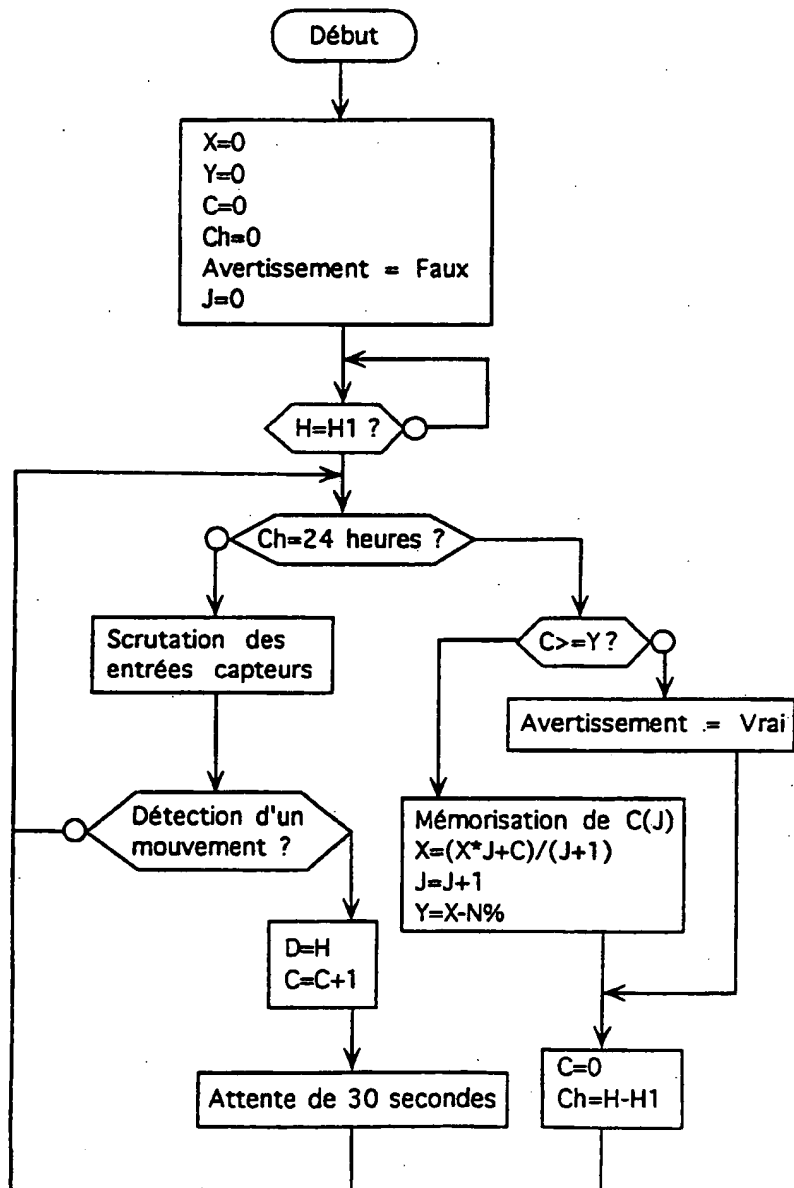 Début
X=0
Y=0
C=0
Ch=0
Avertissement = Faux
J=0
H=H1 ?
Ch=24 heures ?
Scrutation des
entrées capteurs
C>=Y?
Avertissement = Vrai
Détection d'un
mouvement ?
Mémorisation de C(J)
X=(X*J+C)/(J+1)
J=J+1
Y=X-N%
D=H
C=C+1
Attente de 30 secondes
C=0
Ch=H-H1